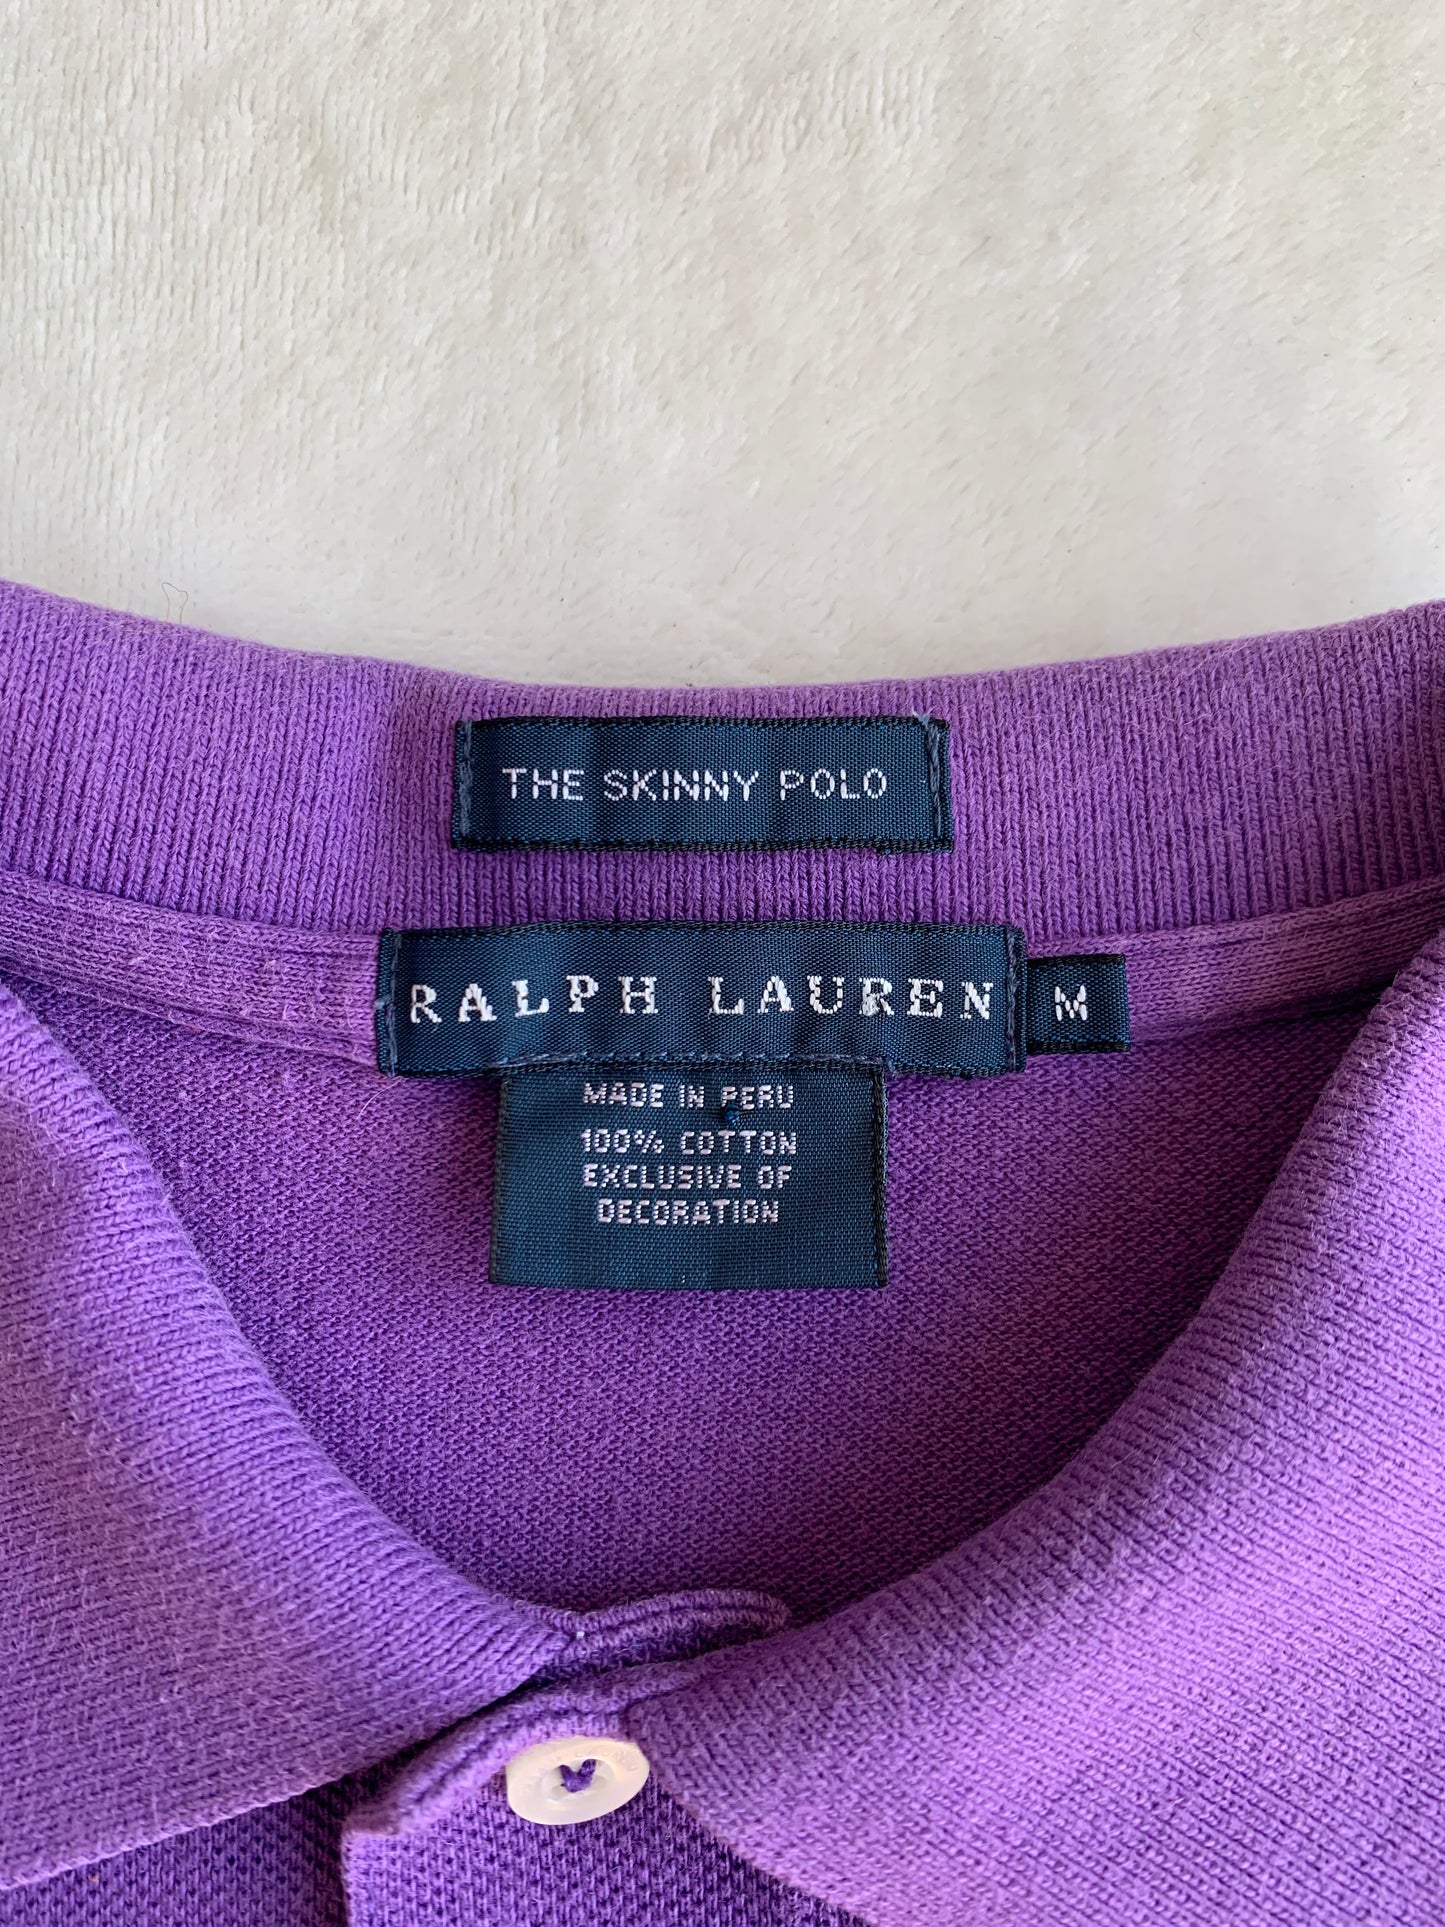 THE SKINNY POLO
RALPH LAUREN
M
MADE IN PERU
100% COTTON
EXCLUSIVE OF
DECORATION